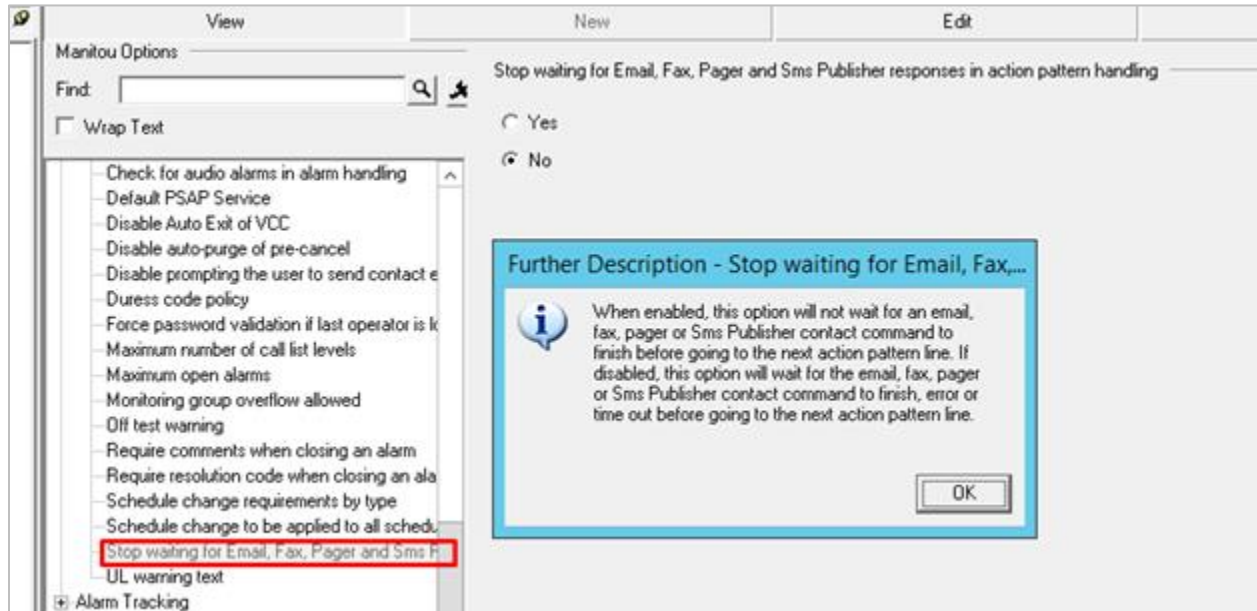 View
New
Edit
Manitou Options
Find:
Wrap Text
Check for audio alarms in alarm handling
Default PSAP Service
Disable Auto Exit of VCC
Disable auto-purge of pre-cancel
Disable prompting the user to send contact e
Duress code policy
Force password validation if last operator is lo
Maximum number of call list levels
Maximum open alarms
Monitoring group overflow allowed
Off test warning
Require comments when closing an alarm
Require resolution code when closing an ala
Schedule change requirements by type
Schedule change to be applied to all schedu
Stop waiting for Email, Fax, Pager and Sms P
UL warning text
Alarm Tracking
Stop waiting for Email, Fax, Pager and Sms Publisher responses in action pattern handling
Yes
No
Further Description - Stop waiting for Email, Fax,...
When enabled, this option will not wait for an email,
fax, pager or Sms Publisher contact command to
finish before going to the next action pattern line. If
disabled, this option will wait for the email, fax, pager
or Sms Publisher contact command to finish, error or
time out before going to the next action pattern line.
OK